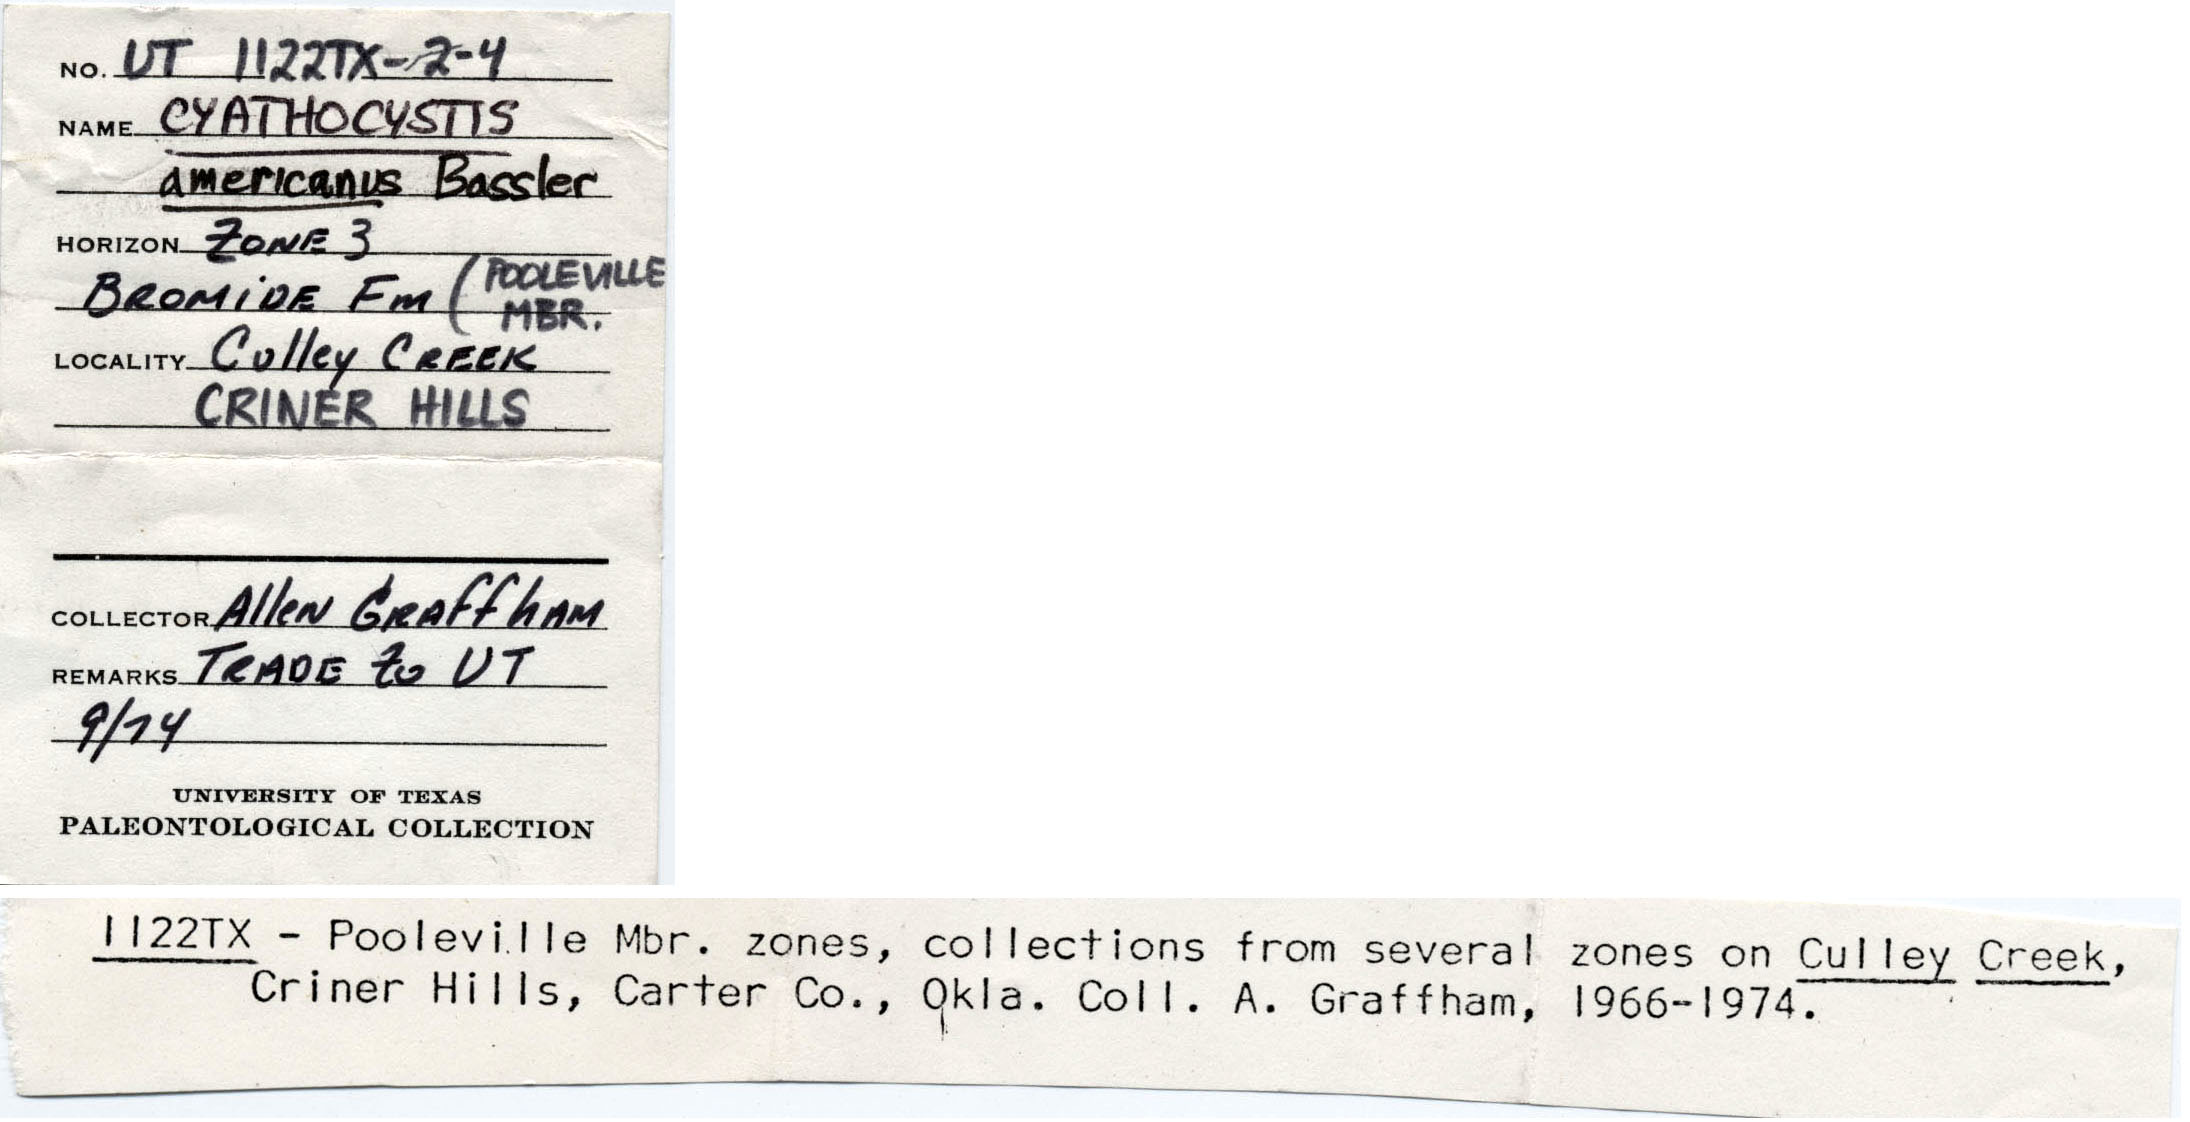 NO. UT 1122TX-2-4
NAME CYATHOCYSTIS
americanus Bassler
HORIZON ZONE 3
BROMIDE Fm (POOLEVILLE
MBR.
LOCALITY Culley CREEK
CRINER HILLS
COLLECTOR Allen GRAffhAM
REMARKS TRADE to UT
9/74
UNIVERSITY OF TEXAS
PALEONTOLOGICAL COLLECTION
1122TX - Pooleville Mbr. zones, collections from several zones on Culley Creek,
Criner Hills, Carter Co., Okla. Coll. A. Graffham, 1966-1974.